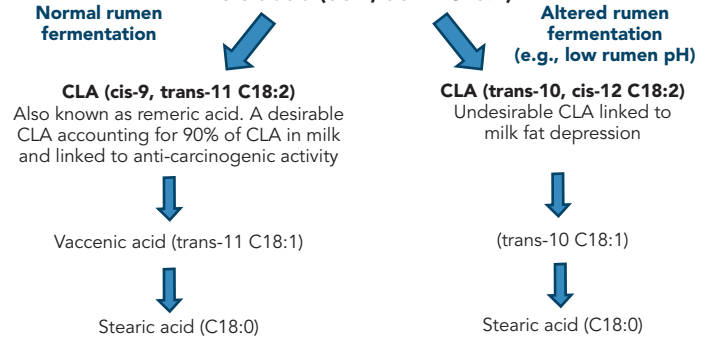 Normal rumen
fermentation
Altered rumen
fermentation
(e.g., low rumen pH)
CLA (cis-9, trans-11 C18:2)
Also known as remeric acid. A desirable
CLA accounting for 90% of CLA in milk
and linked to anti-carcinogenic activity
CLA (trans-10, cis-12 C18:2)
Undesirable CLA linked to
milk fat depression
Vaccenic acid (trans-11 C18:1)
(trans-10 C18:1)
Stearic acid (C18:0)
Stearic acid (C18:0)